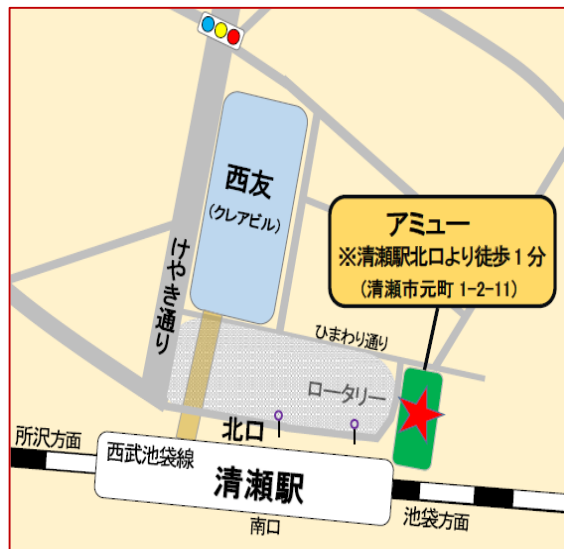 西友
(クレアビル)
けやき通り
アミュー
※清瀬駅北口より徒歩1分
(清瀬市元町 1-2-11)
ひまわり通り
ロータリー
北口
所沢方面
西武池袋線
清瀬駅
南口
池袋方面